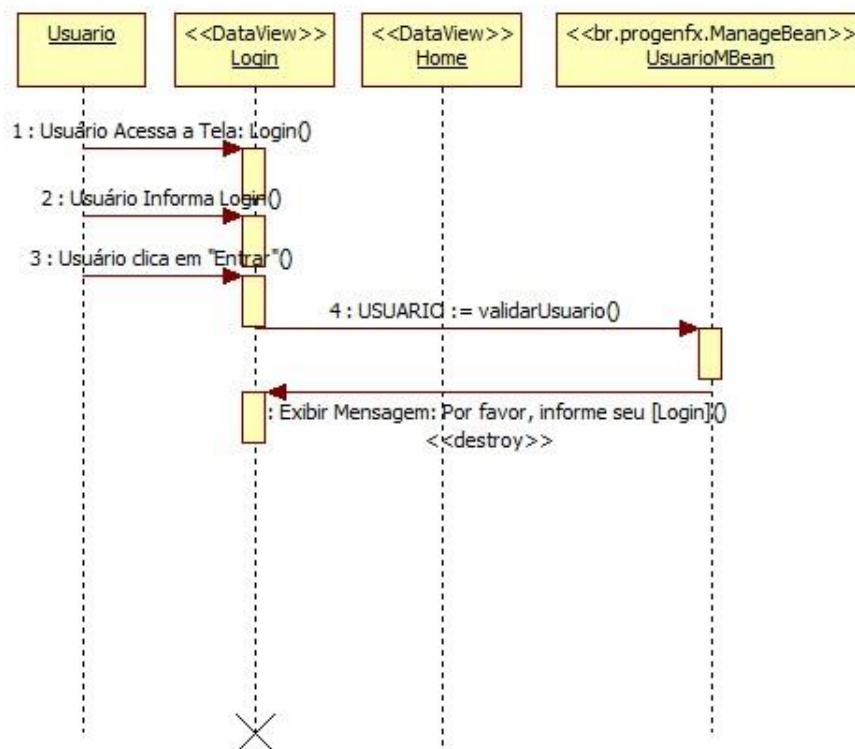 Usuario
<<DataView>>
Login
<<DataView>>
Home
<<br.progenfx.ManageBean>>
UsuarioMBean
1 : Usuário Acessa a Tela: Login()
2 : Usuário Informa Login()
3 : Usuário clica em "Entrar"()
4 : USUARIO := validarUsuario()
: Exibir Mensagem: Por favor, informe seu [Login]()
<<destroy>>